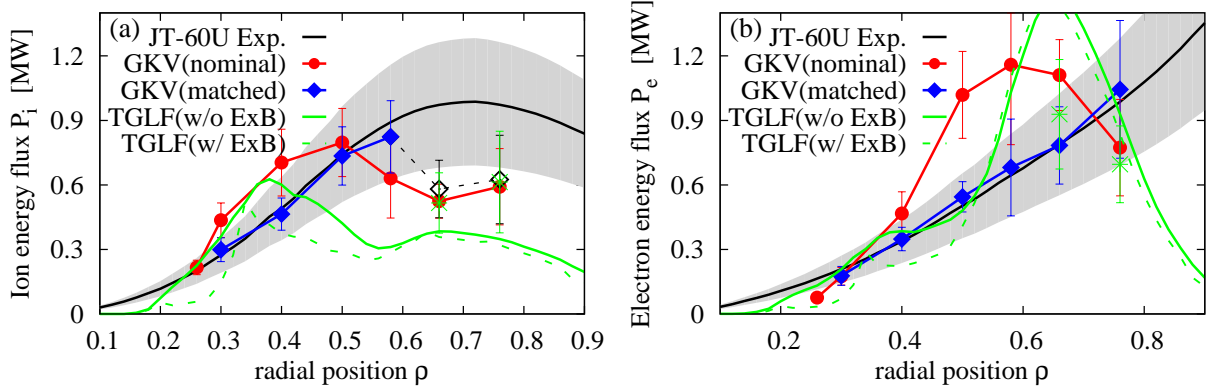 (a)
JT-60U Exp.
GKV(nominal)
GKV(matched)
TGLF(w/o ExB)
TGLF(w/ ExB)
Ion energy flux P_i [MW]
1.2
0.9
0.6
0.3
0
0.1 0.2 0.3 0.4 0.5 0.6 0.7 0.8 0.9
radial position ρ
(b)
JT-60U Exp.
GKV(nominal)
GKV(matched)
TGLF(w/o ExB)
TGLF(w/ ExB)
Electron energy flux P_e [MW]
1.2
0.9
0.6
0.3
0
0.2 0.4 0.6 0.8
radial position ρ